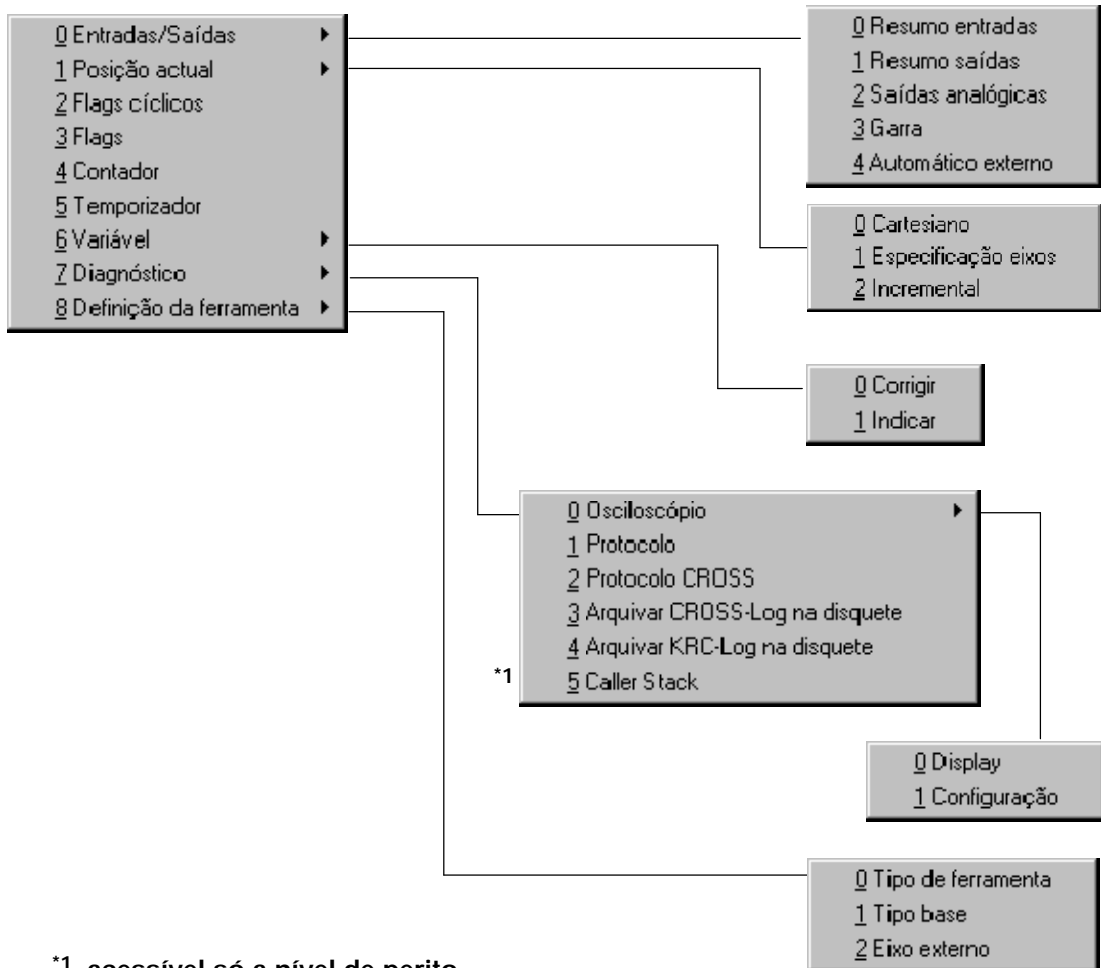 0 Entradas/Saídas
1 Posição actual
2 Flags cíclicos
3 Flags
4 Contador
5 Temporizador
6 Variável
7 Diagnóstico
8 Definição da ferramenta
0 Resumo entradas
1 Resumo saídas
2 Saídas analógicas
3 Garra
4 Automático externo
0 Cartesiano
1 Especificação eixos
2 Incremental
0 Corrigir
1 Indicar
0 Osciloscópio
1 Protocolo
2 Protocolo CROSS
3 Arquivar CROSS-Log na disquete
4 Arquivar KRC-Log na disquete
*1 5 Caller Stack
0 Display
1 Configuração
0 Tipo de ferramenta
1 Tipo base
2 Eixo externo
*1 acessível só a nível de perito